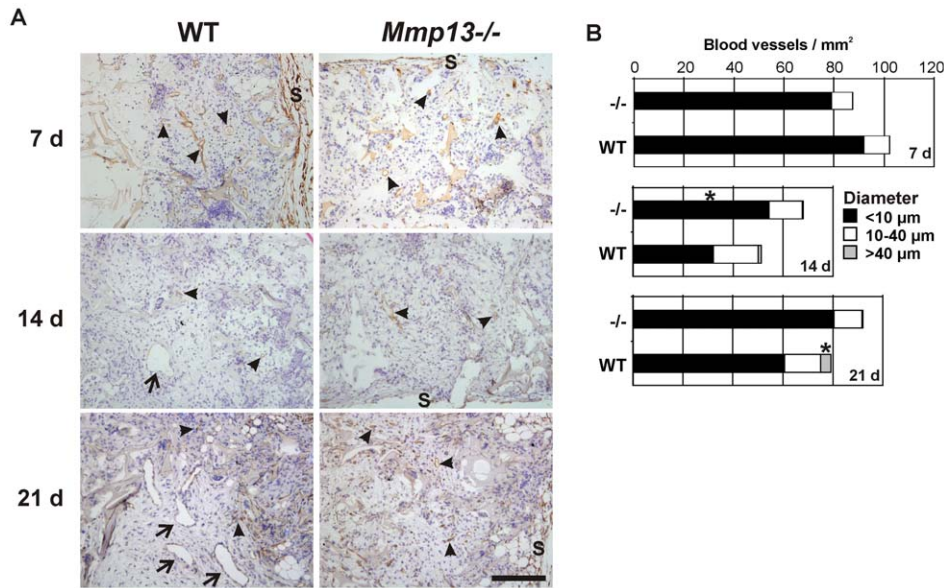 A
WT
Mmp13-/-
7 d
14 d
21 d
S
S
S
S
B
Blood vessels / mm²
0 20 40 60 80 100 120
-/-
WT
7 d
*
-/-
WT
14 d
-/-
*
WT
21 d
Diameter
<10 µm
10-40 µm
>40 µm